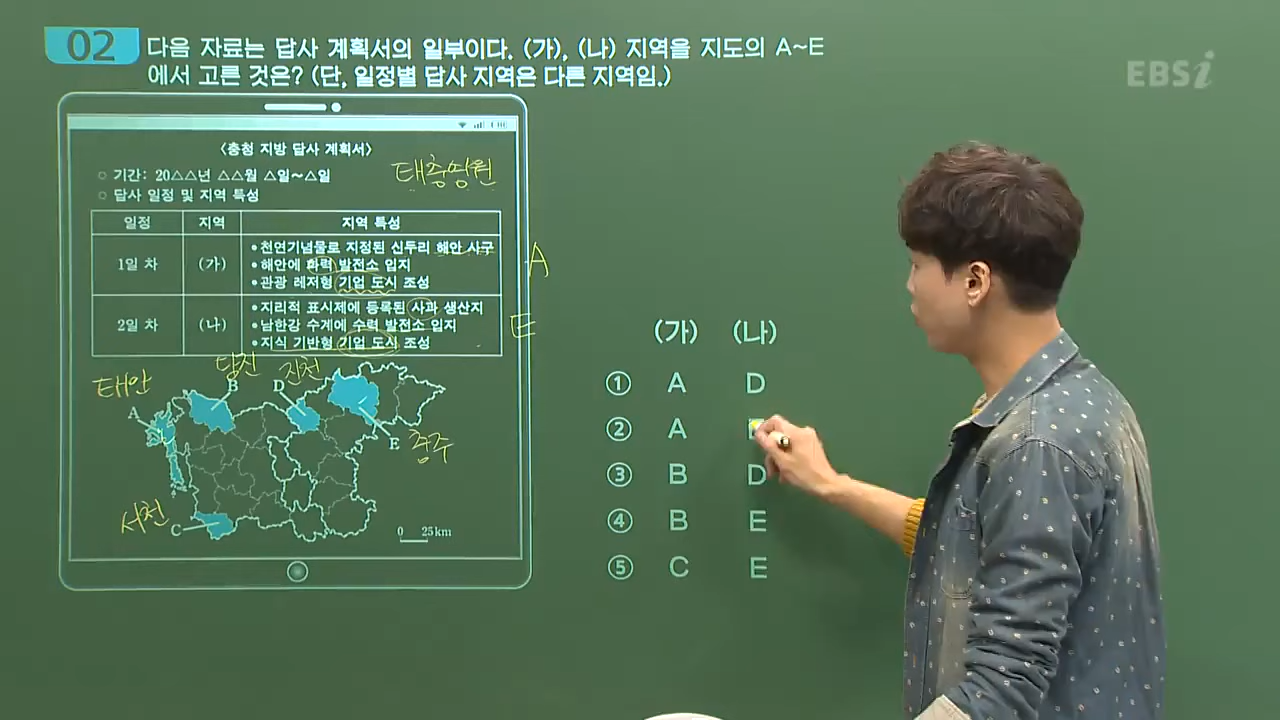 02
다음 자료는 답사 계획서의 일부이다. (가), (나) 지역을 지도의 A~E
에서 고른 것은? (단, 일정별 답사 지역은 다른 지역임.)
EBSi
<충청 지방 답사 계획서>
태충영원
○ 기간: 20△△년 △△월 △일~△일
○ 답사 일정 및 지역 특성
일정 지역 지역 특성
1일 차 (가)
• 천연기념물로 지정된 신두리 해안 사구
• 해안에 화력 발전소 입지
• 관광 레저형 기업 도시 조성
A
2일 차 (나)
• 지리적 표시제에 등록된 사과 생산지
• 남한강 수계에 수력 발전소 입지
• 지식 기반형 기업 도시 조성
E
태안
당진
진천
충주
서천
A
B
D
E
C
0 25km
(가) (나)
① A D
② A
③ B D
④ B E
⑤ C E